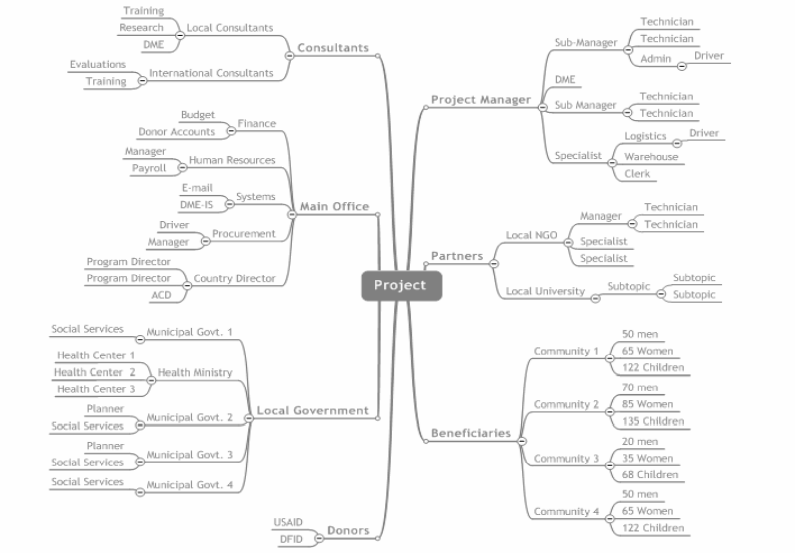 Project
Consultants
Local Consultants
Training
Research
DME
International Consultants
Evaluations
Training
Main Office
Finance
Budget
Donor Accounts
Human Resources
Manager
Payroll
Systems
E-mail
DME-IS
Procurement
Driver
Manager
Country Director
Program Director
Program Director
ACD
Local Government
Municipal Govt. 1
Social Services
Health Ministry
Health Center 1
Health Center 2
Health Center 3
Municipal Govt. 2
Planner
Social Services
Municipal Govt. 3
Planner
Social Services
Municipal Govt. 4
Social Services
Donors
USAID
DFID
Project Manager
Sub-Manager
Technician
Technician
Admin
Driver
DME
Sub Manager
Technician
Technician
Specialist
Logistics
Driver
Warehouse
Clerk
Partners
Local NGO
Manager
Technician
Technician
Specialist
Specialist
Local University
Subtopic
Subtopic
Subtopic
Beneficiaries
Community 1
50 men
65 Women
122 Children
Community 2
70 men
85 Women
135 Children
Community 3
20 men
35 Women
68 Children
Community 4
50 men
65 Women
122 Children